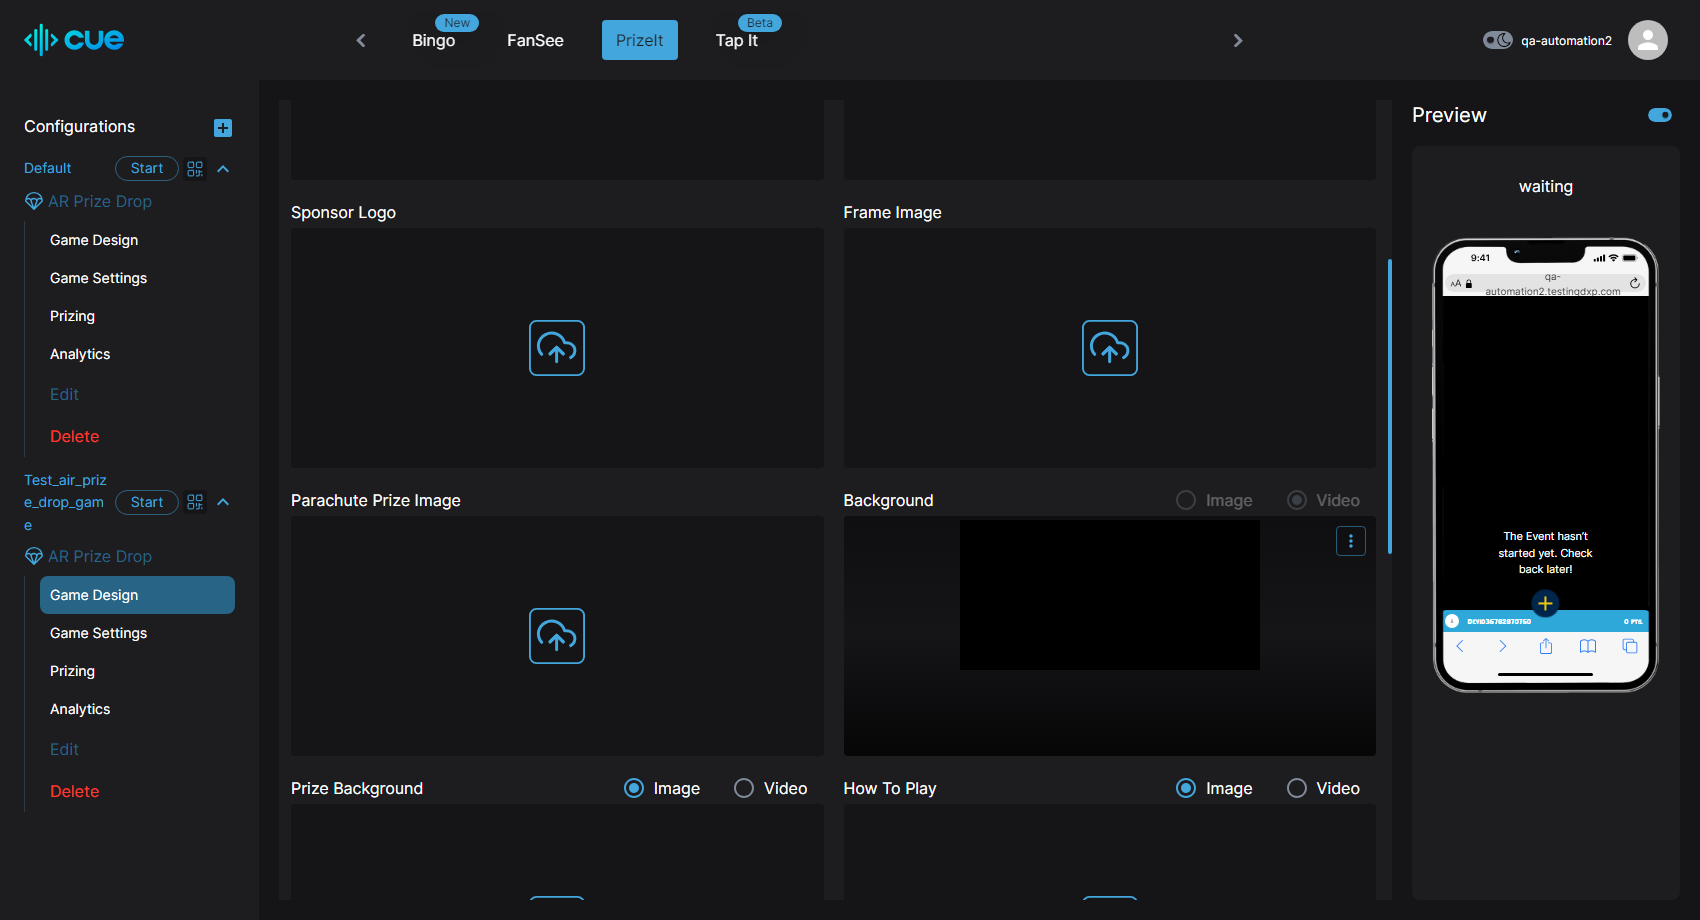 cue
Bingo
New
FanSee
PrizeIt
Tap It
Beta
qa-automation2
Configurations
Default
Start
AR Prize Drop
Game Design
Game Settings
Prizing
Analytics
Edit
Delete
Test_air_priz
e_drop_gam
e
Start
AR Prize Drop
Game Design
Game Settings
Prizing
Analytics
Edit
Delete
Sponsor Logo
Frame Image
Parachute Prize Image
Background
Image
Video
Prize Background
Image
Video
How To Play
Image
Video
Preview
waiting
9:41
AA
qa-
automation2.testingdxp.com
The Event hasn't
started yet. Check
back later!
0 PTS.